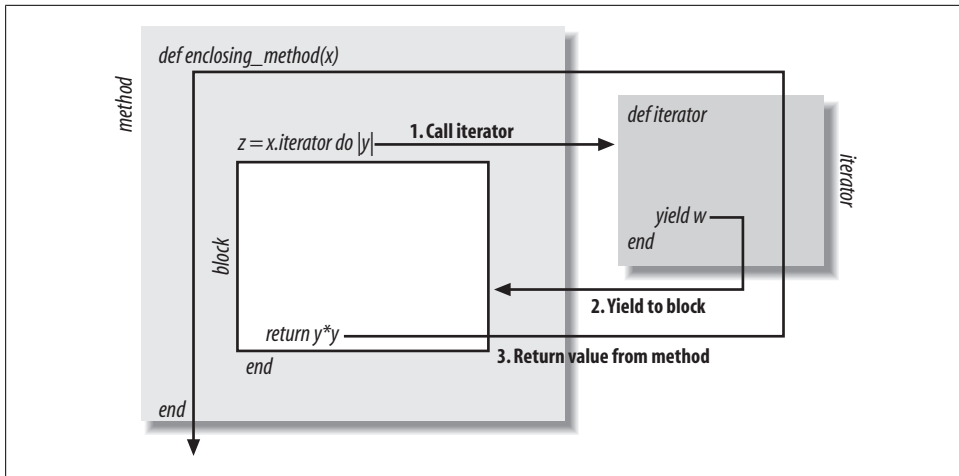 def enclosing_method(x)
method
def iterator
1. Call iterator
z = x.iterator do |y|
iterator
yield w
end
block
2. Yield to block
return y*y
3. Return value from method
end
end